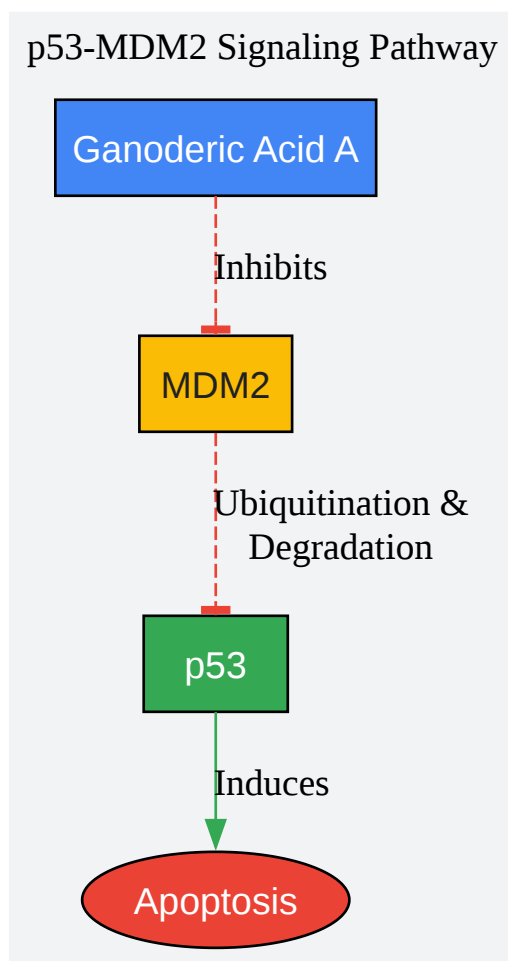 p53-MDM2 Signaling Pathway
Ganoderic Acid A
Inhibits
MDM2
Ubiquitination &
Degradation
p53
Induces
Apoptosis